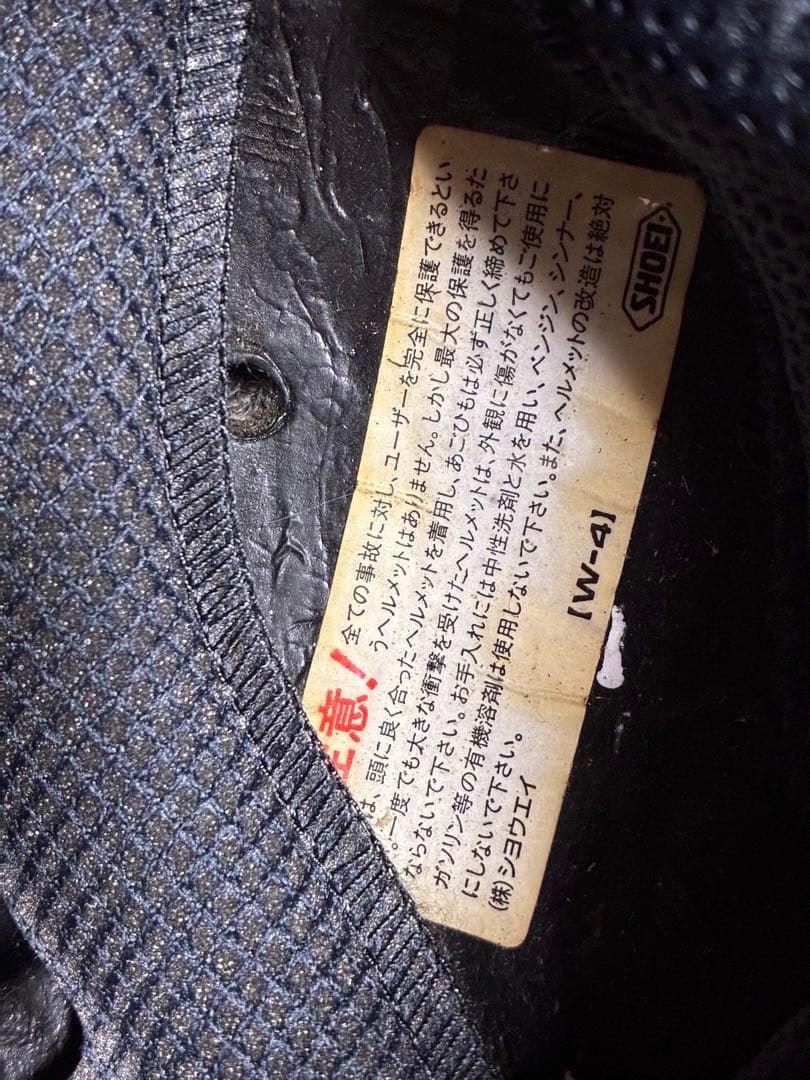 意!
全ての事故に対し、ユーザーを完全に保護できるとい
うヘルメットはありません。しかし最大の保護を得るた
は、頭に良く合ったヘルメットを着用し、あごひもは必ず正しく締めて下さ
。一度でも大きな衝撃を受けたヘルメットは、外観に傷がなくてもご使用に
ならないで下さい。お手入れには中性洗剤と水を用い、ベンジン、シンナー、
ガソリン等の有機溶剤は使用しないで下さい。また、ヘルメットの改造は絶対
にしないで下さい。
(株)シヨウエイ 【W-4】 SHOEI